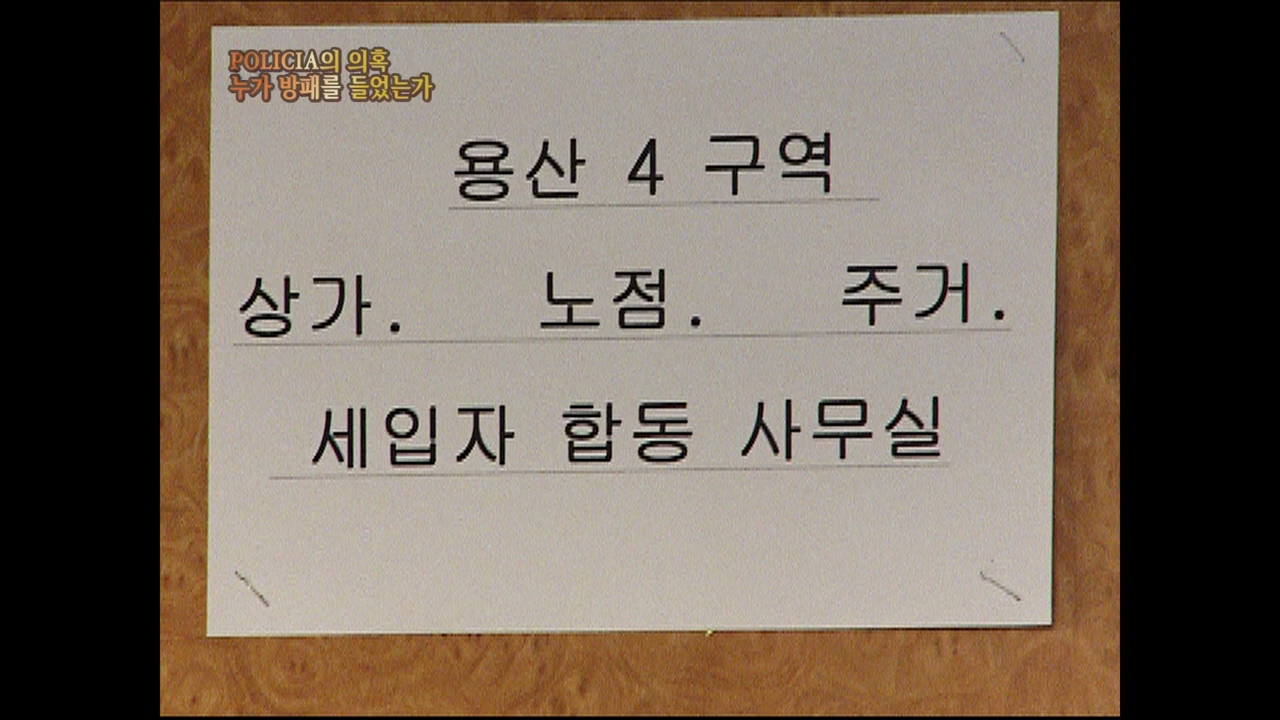 POLICIA의 의혹
누가 방패를 들었는가
용산 4 구역
상가. 노점. 주거.
세입자 합동 사무실